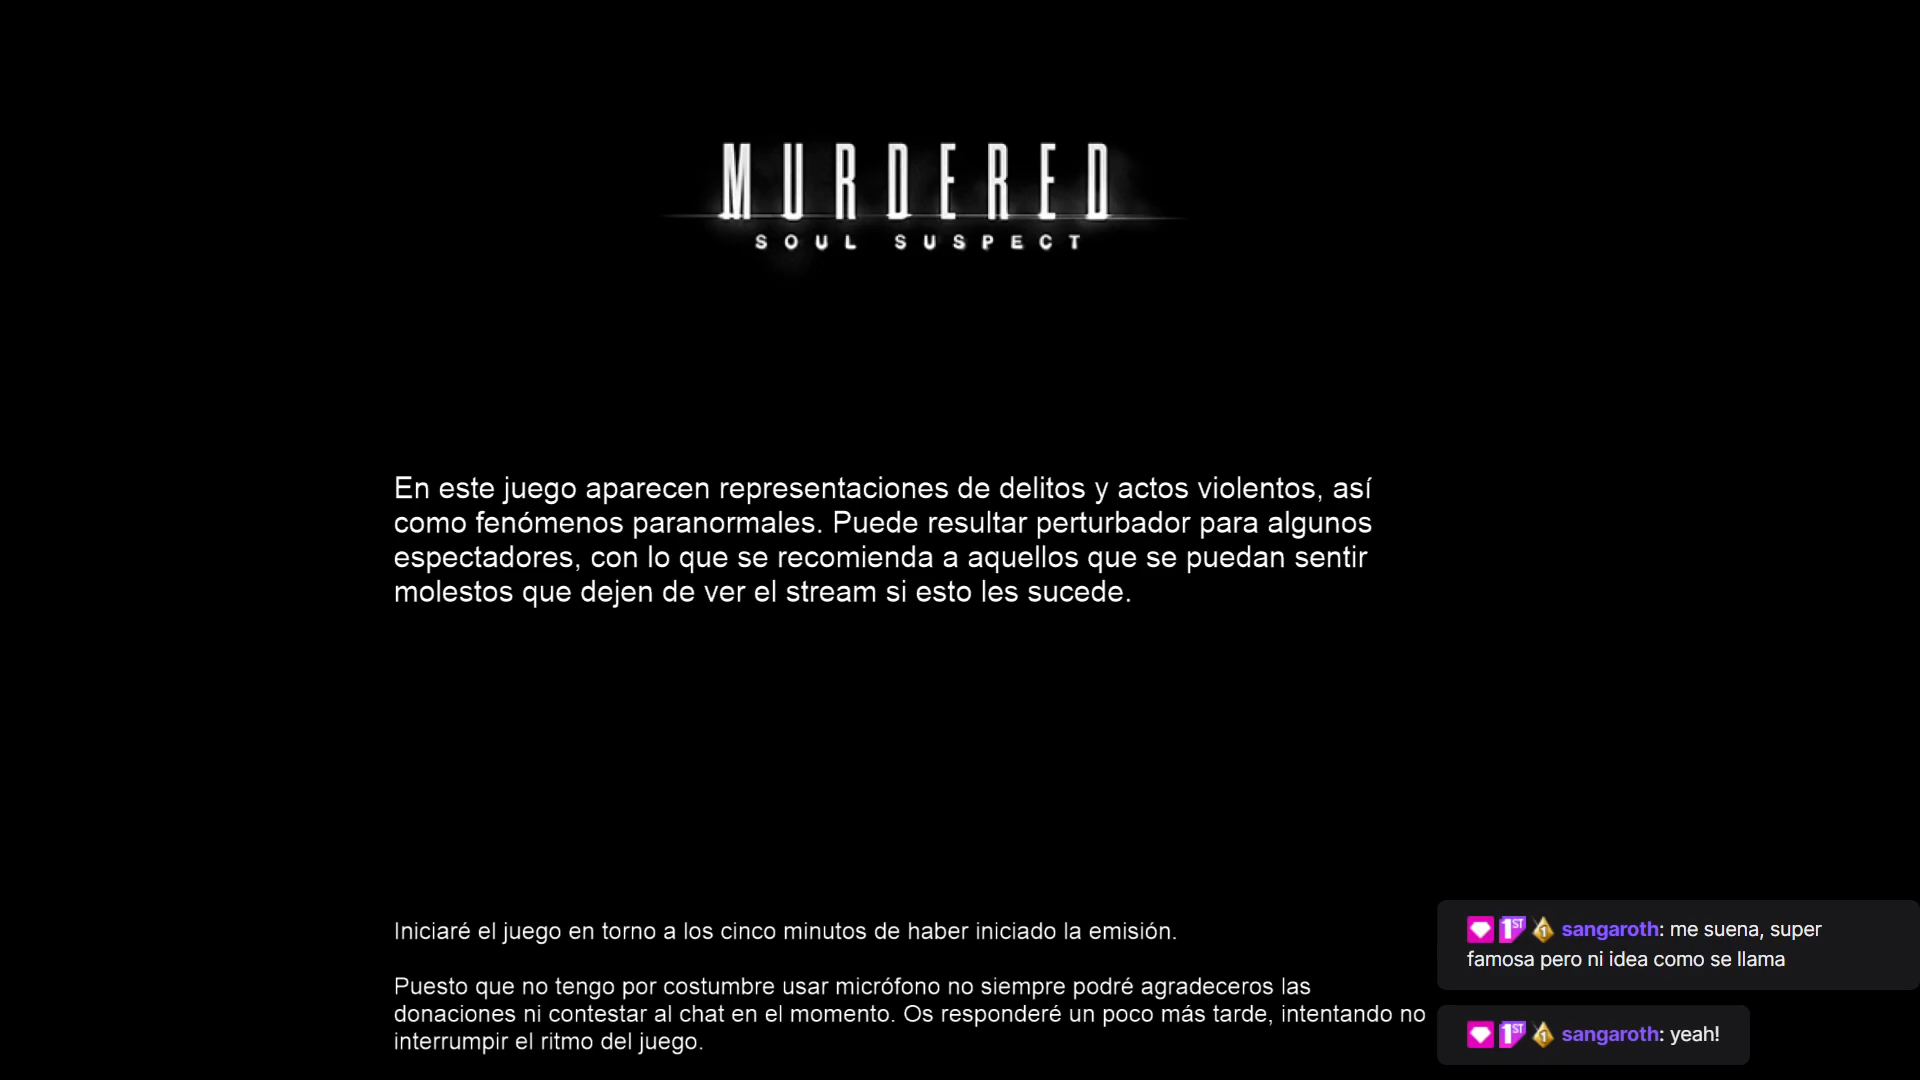 MURDERED
SOUL SUSPECT
En este juego aparecen representaciones de delitos y actos violentos, así
como fenómenos paranormales. Puede resultar perturbador para algunos
espectadores, con lo que se recomienda a aquellos que se puedan sentir
molestos que dejen de ver el stream si esto les sucede.
Iniciaré el juego en torno a los cinco minutos de haber iniciado la emisión.
Puesto que no tengo por costumbre usar micrófono no siempre podré agradeceros las
donaciones ni contestar al chat en el momento. Os responderé un poco más tarde, intentando no
interrumpir el ritmo del juego.
1ST 1 sangaroth: me suena, super
famosa pero ni idea como se llama
1ST 1 sangaroth: yeah!